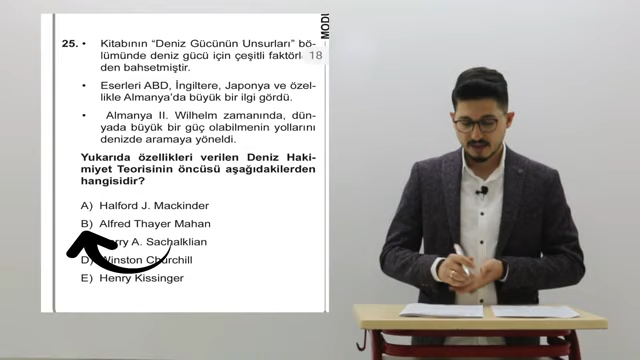 MODÜ
25. • Kitabının "Deniz Gücünün Unsurları" bö-
lümünde deniz gücü için çeşitli faktörl 18
den bahsetmiştir.
• Eserleri ABD, İngiltere, Japonya ve özel-
likle Almanya'da büyük bir ilgi gördü.
• Almanya II. Wilhelm zamanında, dün-
yada büyük bir güç olabilmenin yollarını
denizde aramaya yöneldi.
Yukarıda özellikleri verilen Deniz Haki-
miyet Teorisinin öncüsü aşağıdakilerden
hangisidir?
A) Halford J. Mackinder
B) Alfred Thayer Mahan
A. Sachalklian
D) Winston Churchill
E) Henry Kissinger